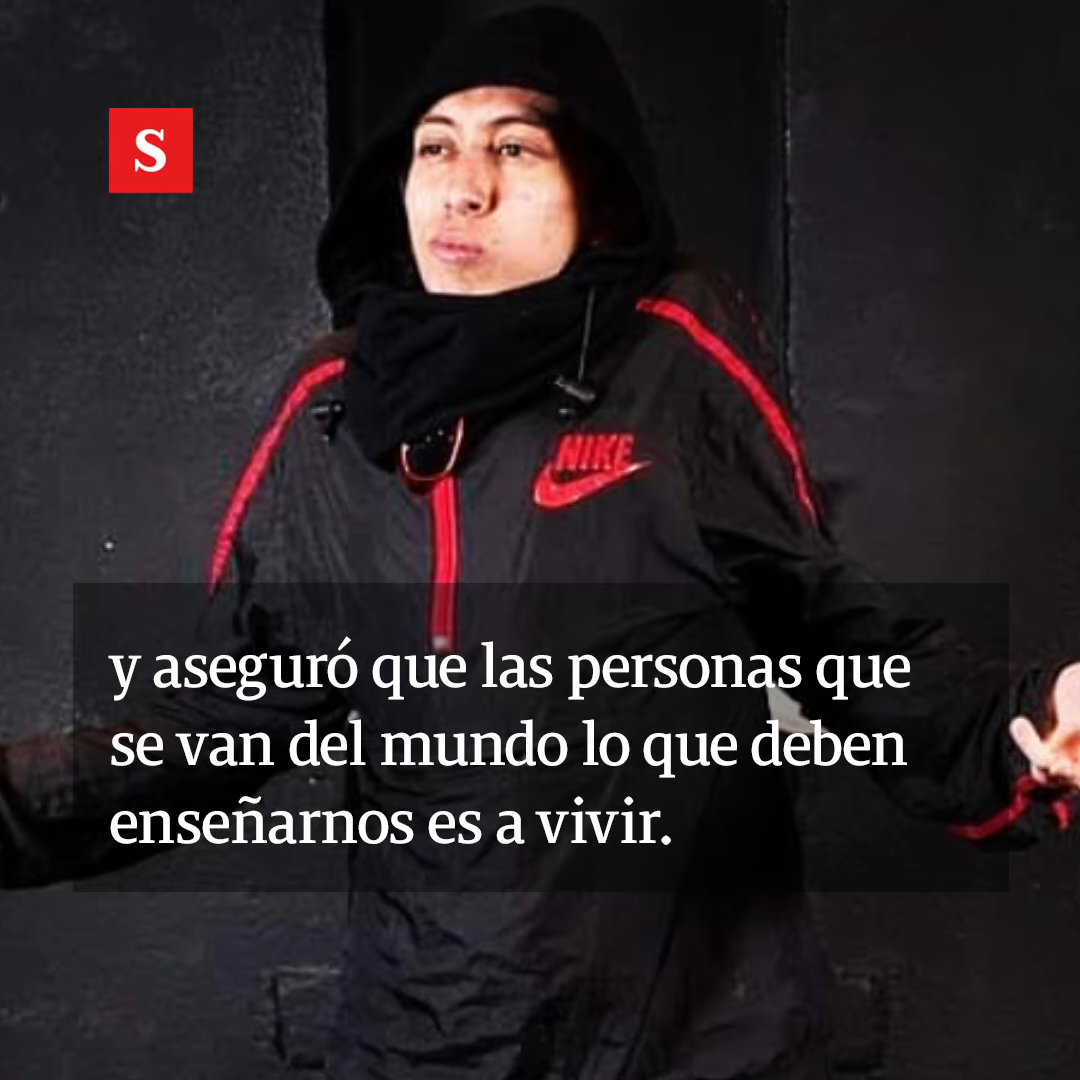 S
NIKE
y aseguró que las personas que
se van del mundo lo que deben
enseñarnos es a vivir.